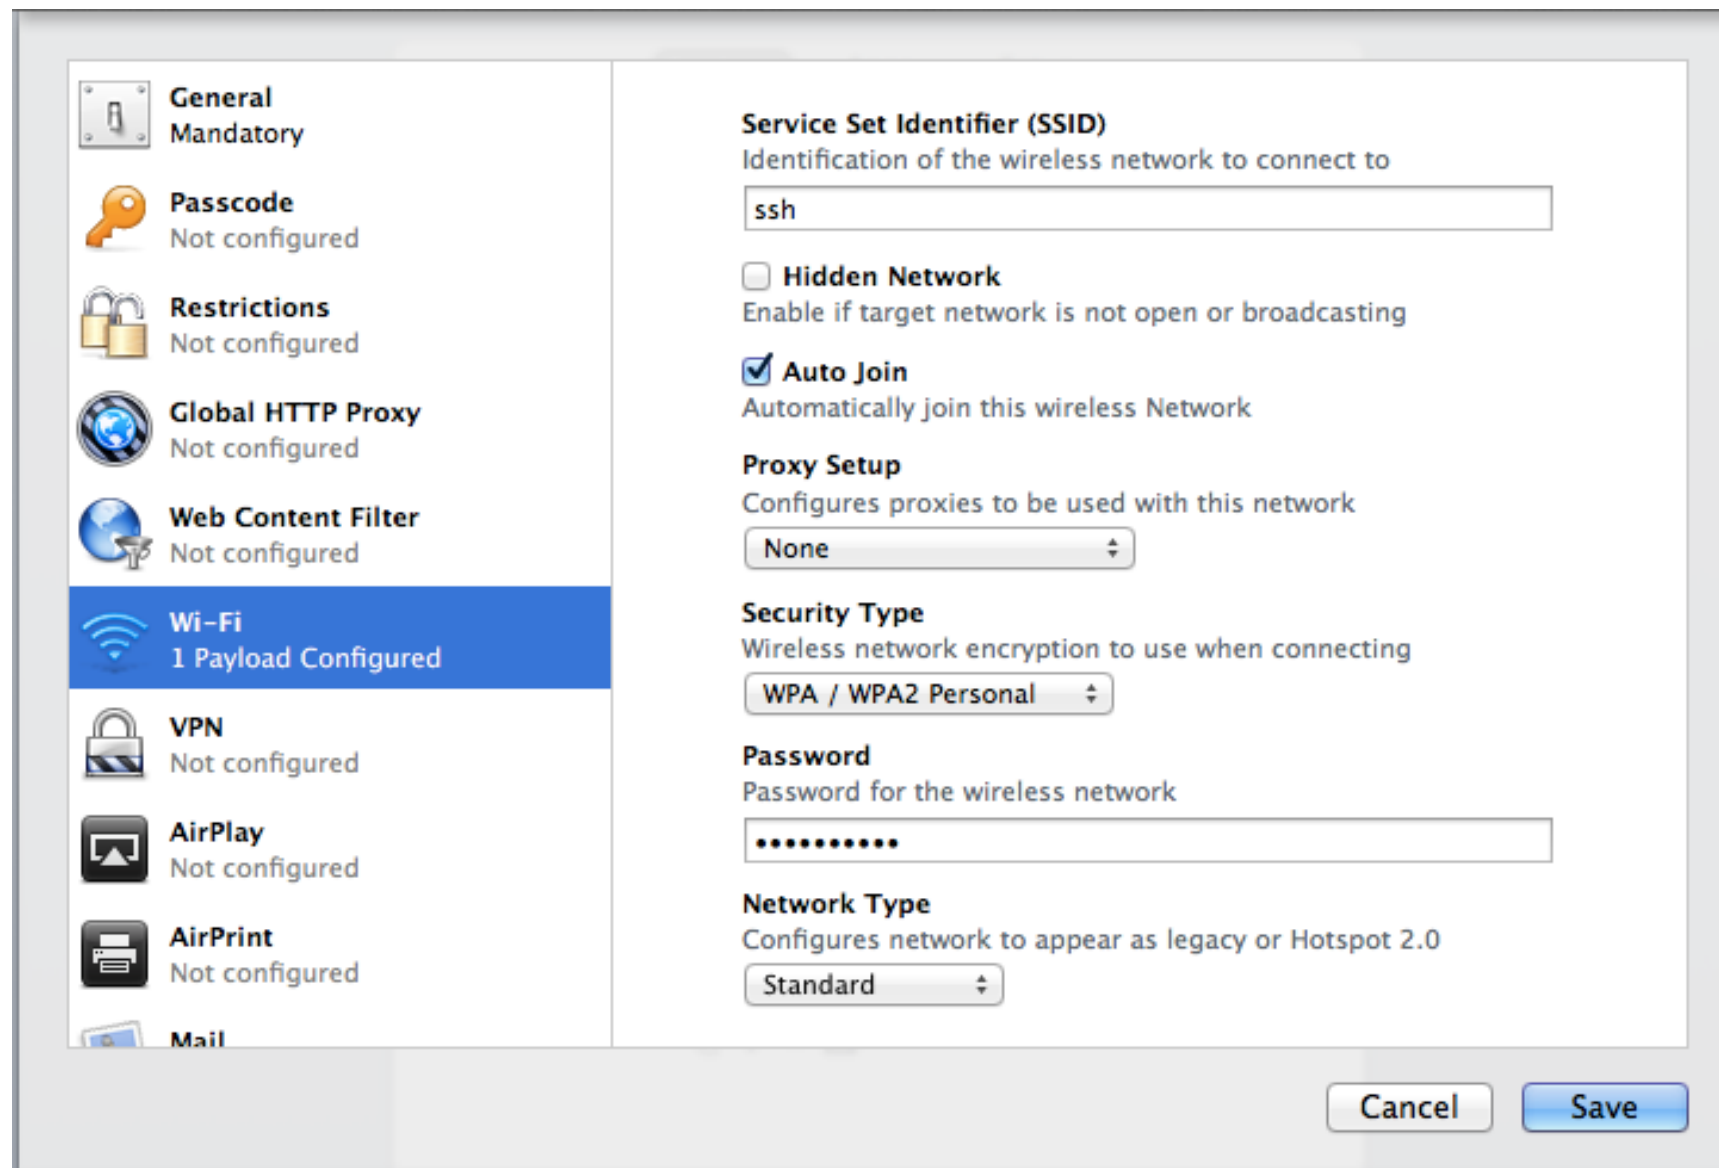 General
Mandatory
Passcode
Not configured
Restrictions
Not configured
Global HTTP Proxy
Not configured
Web Content Filter
Not configured
Wi-Fi
1 Payload Configured
VPN
Not configured
AirPlay
Not configured
AirPrint
Not configured
Mail
Service Set Identifier (SSID)
Identification of the wireless network to connect to
ssh
Hidden Network
Enable if target network is not open or broadcasting
Auto Join
Automatically join this wireless Network
Proxy Setup
Configures proxies to be used with this network
None
Security Type
Wireless network encryption to use when connecting
WPA / WPA2 Personal
Password
Password for the wireless network
••••••••••
Network Type
Configures network to appear as legacy or Hotspot 2.0
Standard
Cancel
Save